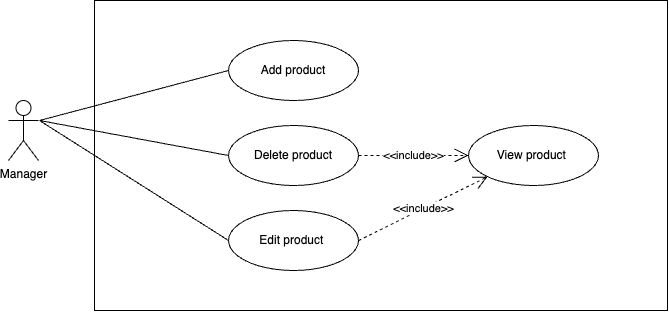 Add product
Manager
Delete product
<<include>>
View product
<<include>>
Edit product